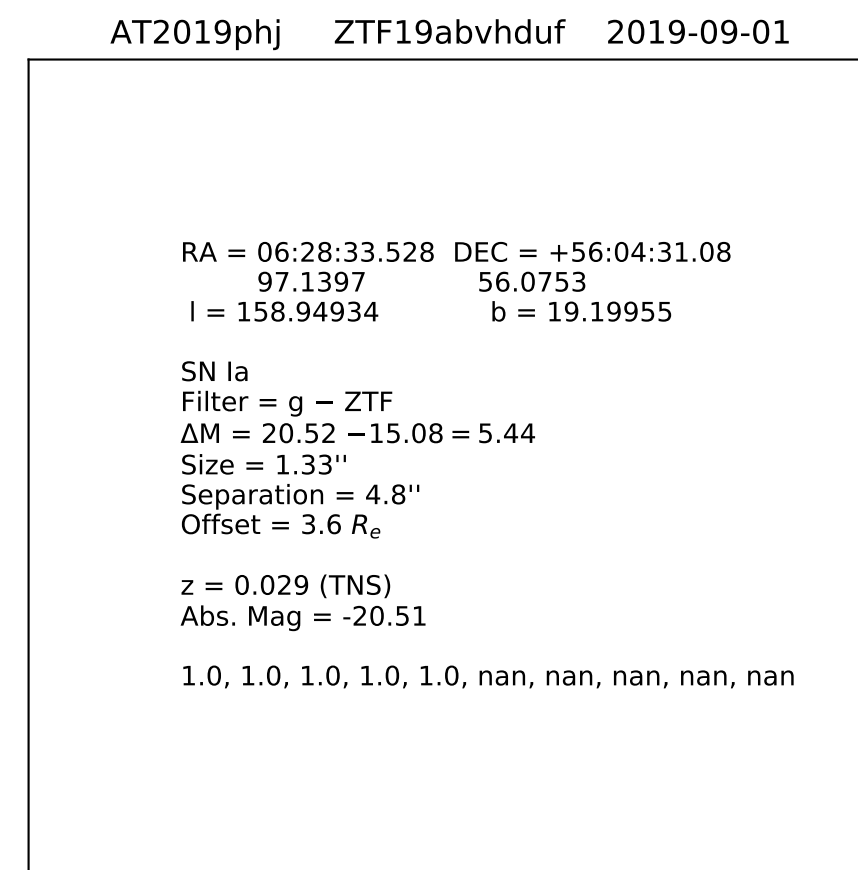 AT2019phj ZTF19abvhduf 2019-09-01
RA = 06:28:33.528 DEC = +56:04:31.08
97.1397 56.0753
l = 158.94934 b = 19.19955
SN Ia
Filter = g − ZTF
ΔM = 20.52 −15.08 = 5.44
Size = 1.33''
Separation = 4.8''
Offset = 3.6 Rₑ
z = 0.029 (TNS)
Abs. Mag = -20.51
1.0, 1.0, 1.0, 1.0, 1.0, nan, nan, nan, nan, nan